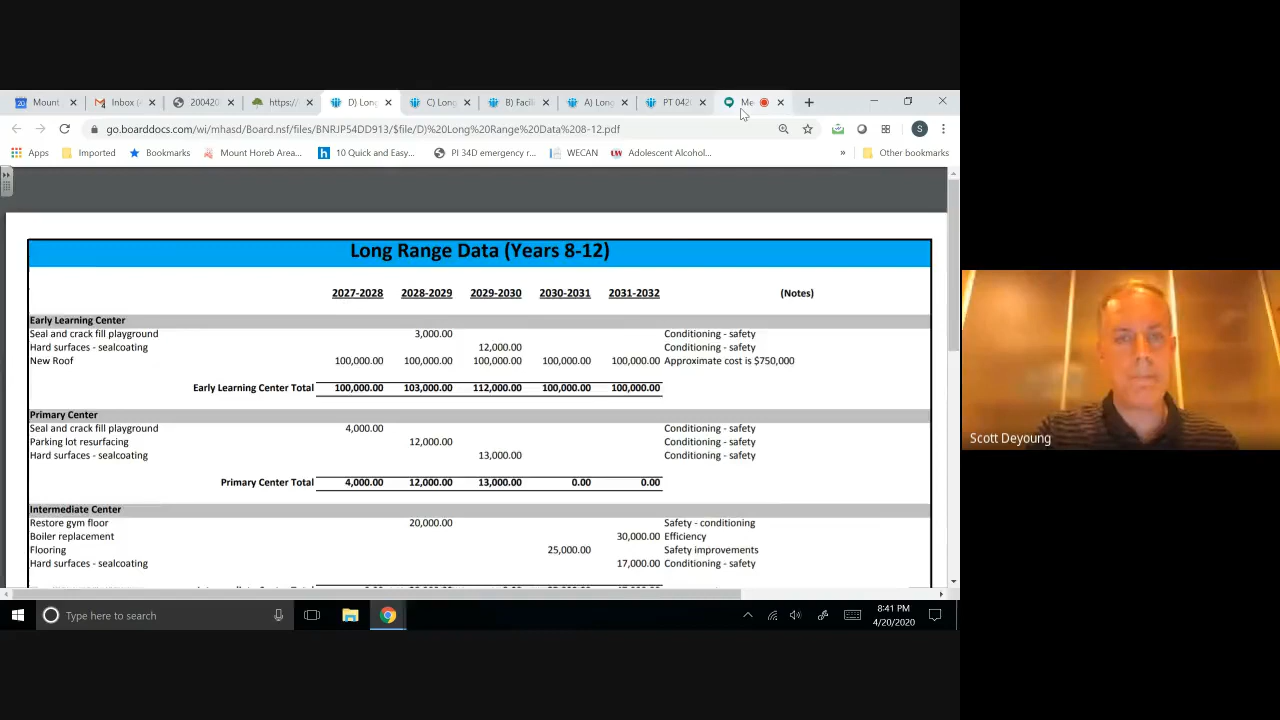 Mount
Inbox (
200420
https:/
D) Lon
C) Long
B) Facili
A) Long
PT 042
Me
go.boarddocs.com/wi/mhasd/Board.nsf/files/BNRJP54DD913/$file/D)%20Long%20Range%20Data%208-12.pdf
S
Apps
Imported
Bookmarks
Mount Horeb Area...
10 Quick and Easy...
PI 34D emergency r...
WECAN
Adolescent Alcohol...
»
Other bookmarks
Long Range Data (Years 8-12)
2027-2028 2028-2029 2029-2030 2030-2031 2031-2032 (Notes)
Early Learning Center
Seal and crack fill playground 3,000.00 Conditioning - safety
Hard surfaces - sealcoating 12,000.00 Conditioning - safety
New Roof 100,000.00 100,000.00 100,000.00 100,000.00 100,000.00 Approximate cost is $750,000
Early Learning Center Total 100,000.00 103,000.00 112,000.00 100,000.00 100,000.00
Primary Center
Seal and crack fill playground 4,000.00 Conditioning - safety
Parking lot resurfacing 12,000.00 Conditioning - safety
Hard surfaces - sealcoating 13,000.00 Conditioning - safety
Primary Center Total 4,000.00 12,000.00 13,000.00 0.00 0.00
Intermediate Center
Restore gym floor 20,000.00 Safety - conditioning
Boiler replacement 30,000.00 Efficiency
Flooring 25,000.00 Safety improvements
Hard surfaces - sealcoating 17,000.00 Conditioning - safety
Scott Deyoung
Type here to search
8:41 PM
4/20/2020